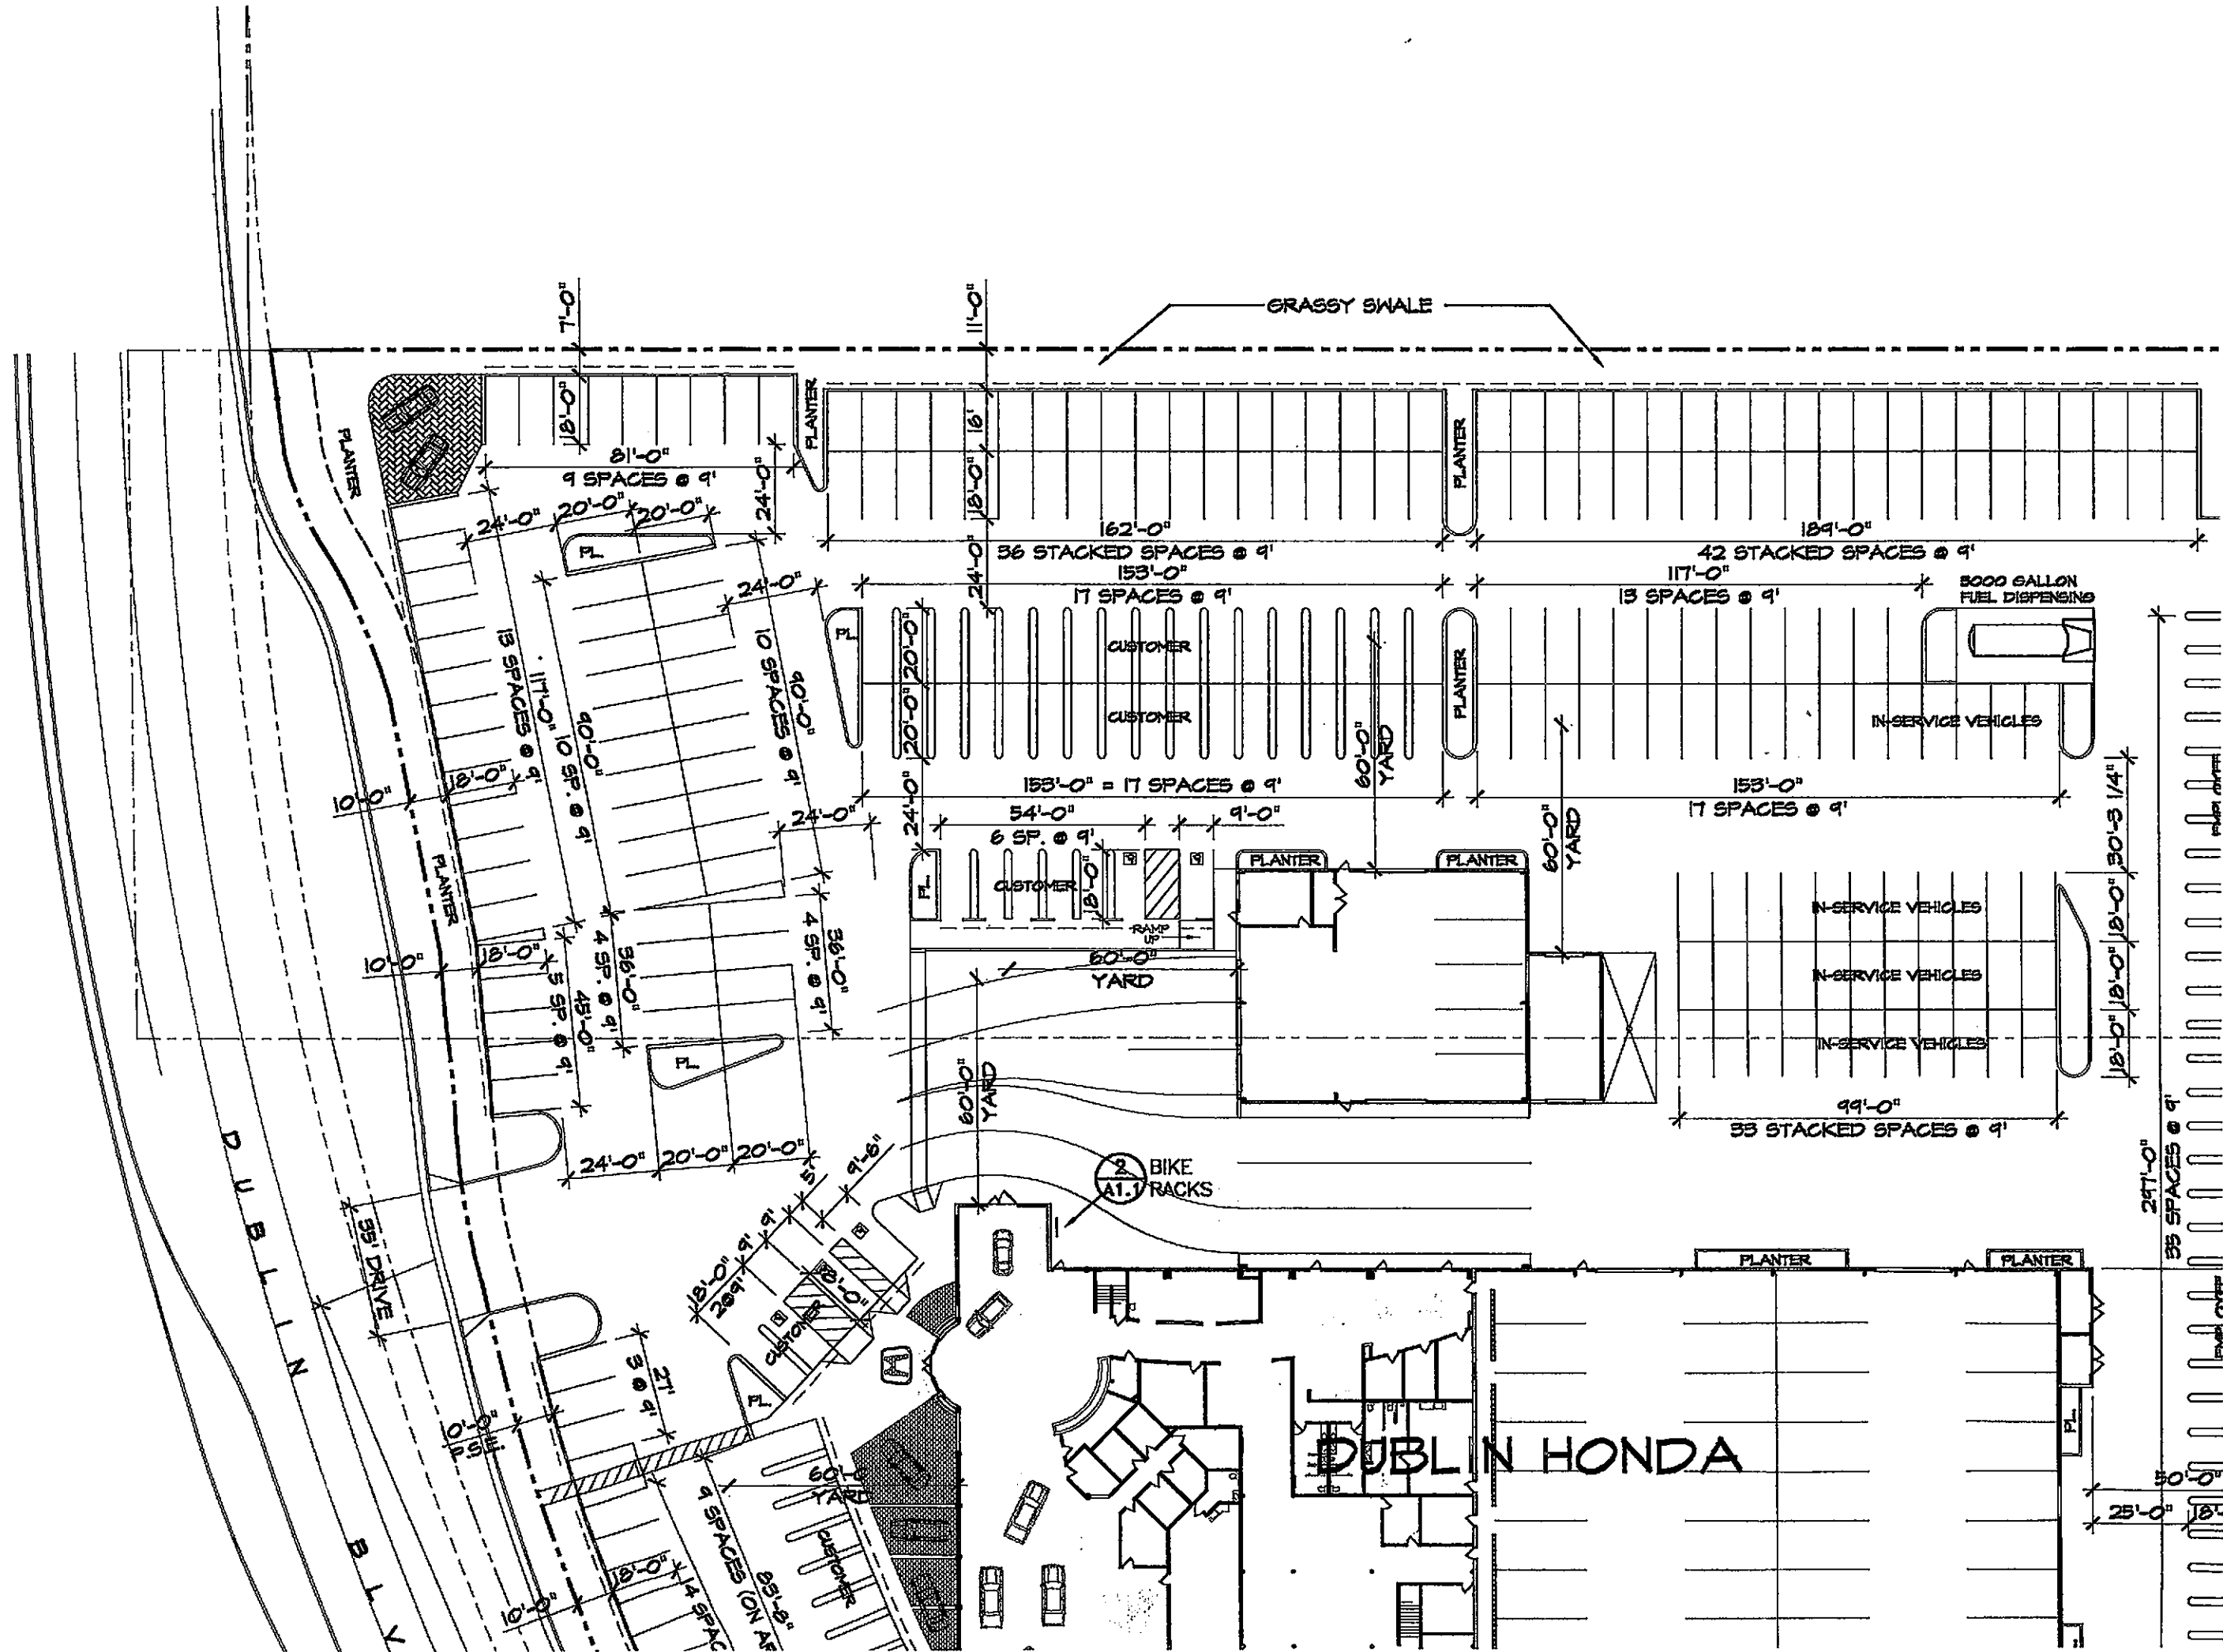 7'-0"
11'-0"
GRASSY SWALE
PLANTER
18'-0"
81'-0"
9 SPACES @ 9'
24'-0"
PLANTER
16'
18'-0"
PLANTER
162'-0"
36 STACKED SPACES @ 9'
189'-0"
42 STACKED SPACES @ 9'
24'-0"
20'-0"
20'-0"
PL.
24'-0"
24'-0"
153'-0"
17 SPACES @ 9'
117'-0"
13 SPACES @ 9'
5000 GALLON
FUEL DISPENSING
13 SPACES @ 9'
117'-0"
10 SP. @ 9'
90'-0"
10 SPACES @ 9'
90'-0"
PL.
20'-0"
20'-0"
CUSTOMER
CUSTOMER
PLANTER
IN-SERVICE VEHICLES
60'-0"
YARD
10'-0"
18'-0"
153'-0" = 17 SPACES @ 9'
153'-0"
17 SPACES @ 9'
24'-0"
24'-0"
54'-0"
6 SP. @ 9'
9'-0"
60'-0"
YARD
30'-3 1/4"
PLANTER
PL.
CUSTOMER
18'-0"
PLANTER
PLANTER
RAMP
UP
60'-0"
YARD
IN-SERVICE VEHICLES
IN-SERVICE VEHICLES
IN-SERVICE VEHICLES
18'-0"
18'-0"
18'-0"
10'-0"
18'-0"
4 SP. @ 9'
36'-0"
4 SP. @ 9'
36'-0"
5 SP. @ 9'
45'-0"
PL.
60'-0"
YARD
99'-0"
33 STACKED SPACES @ 9'
297'-0"
35 SPACES @ 9'
24'-0"
20'-0"
20'-0"
5'
9'-6"
2
A1.1
BIKE
RACKS
DUBLIN BLV
35' DRIVE
18'-0"
2@9'
9'
9'
18'-0"
CUSTOMER
PLANTER
PLANTER
PL.
27'
3 @ 9'
P.S.E.
PL.
DUBLIN HONDA
YARD
9 SPACES (ON
83'-8"
CUSTOMER
18'-0"
14 SPAC
10'-0"
50'-0"
25'-0"
18'-